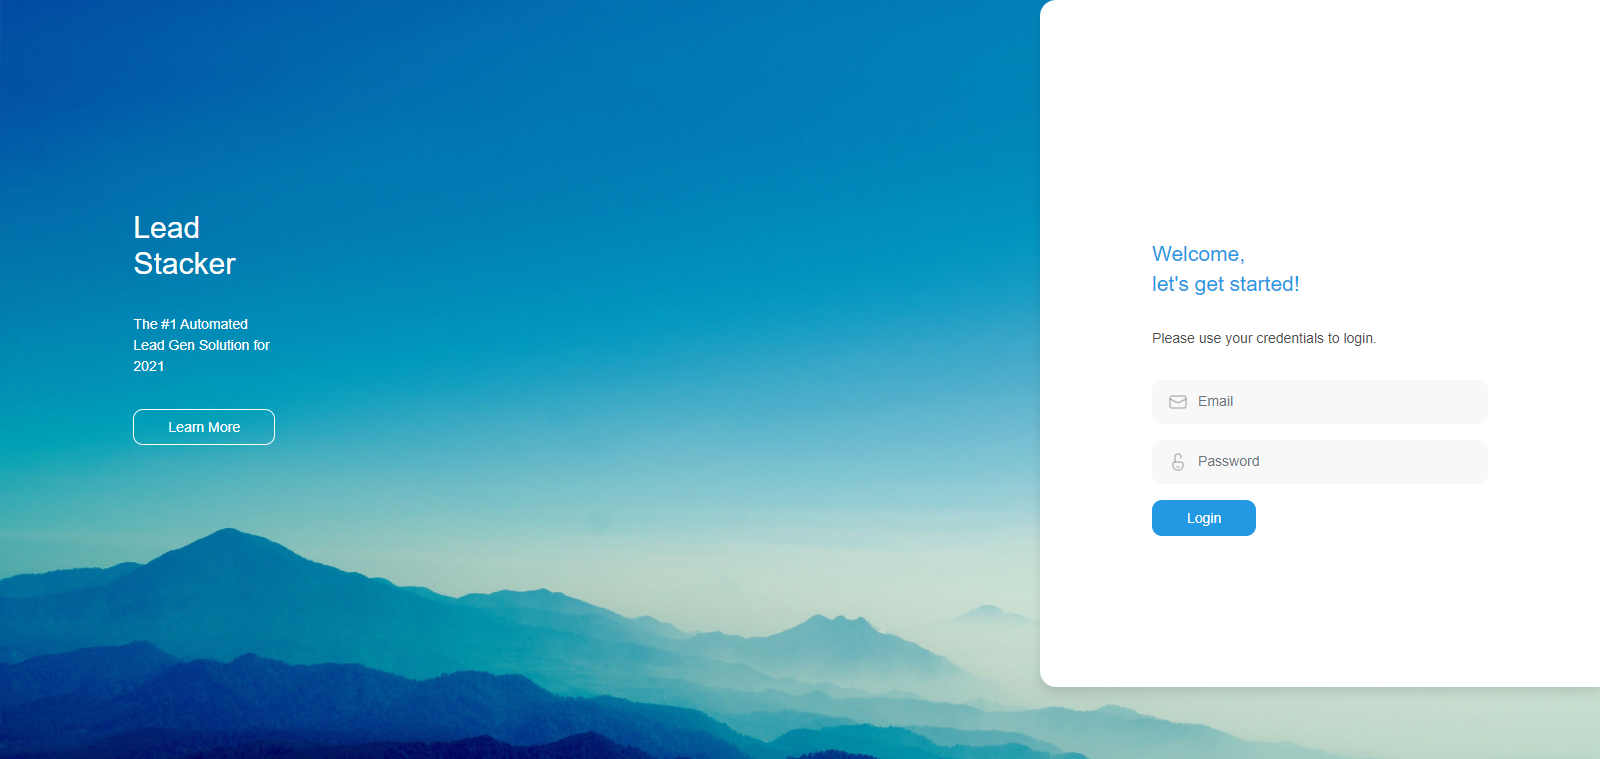 Lead
Stacker
The #1 Automated
Lead Gen Solution for
2021
Learn More
Welcome,
let's get started!
Please use your credentials to login.
Email
Password
Login